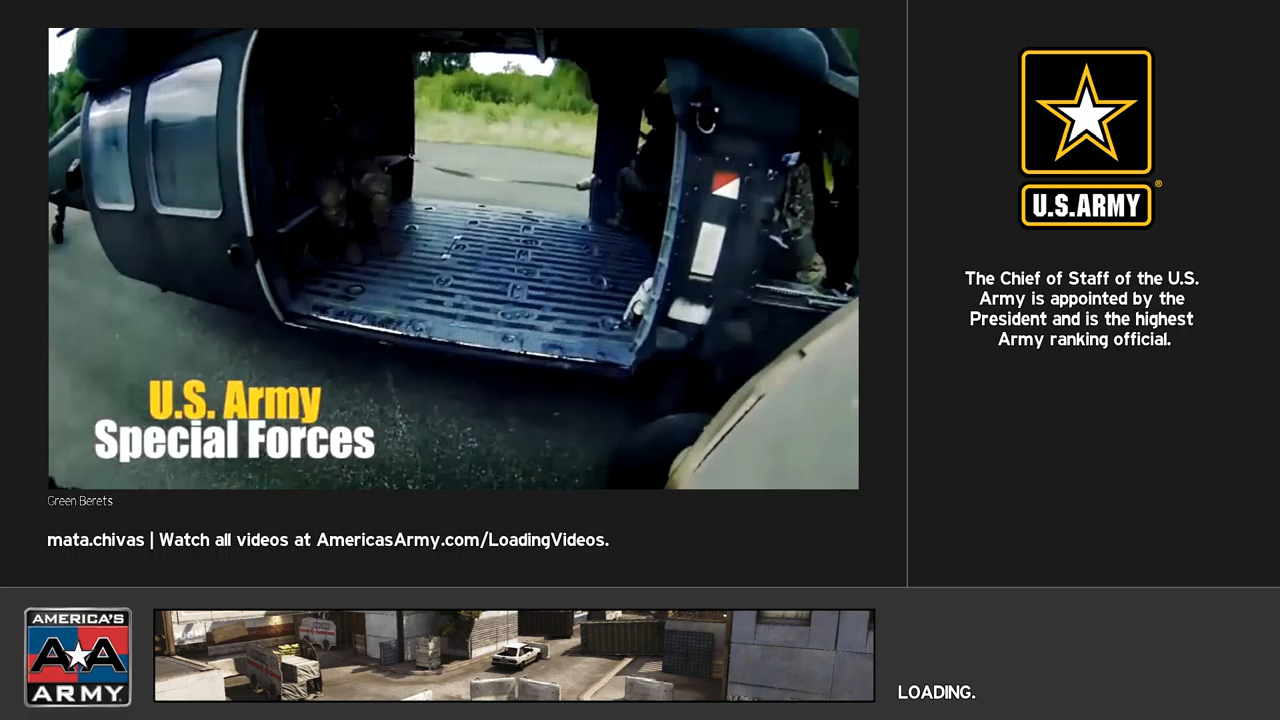 U.S. Army
Special Forces
Green Berets
mata.chivas | Watch all videos at AmericasArmy.com/LoadingVideos.
U.S.ARMY®
The Chief of Staff of the U.S.
Army is appointed by the
President and is the highest
Army ranking official.
AMERICA'S
AA
ARMY
LOADING.